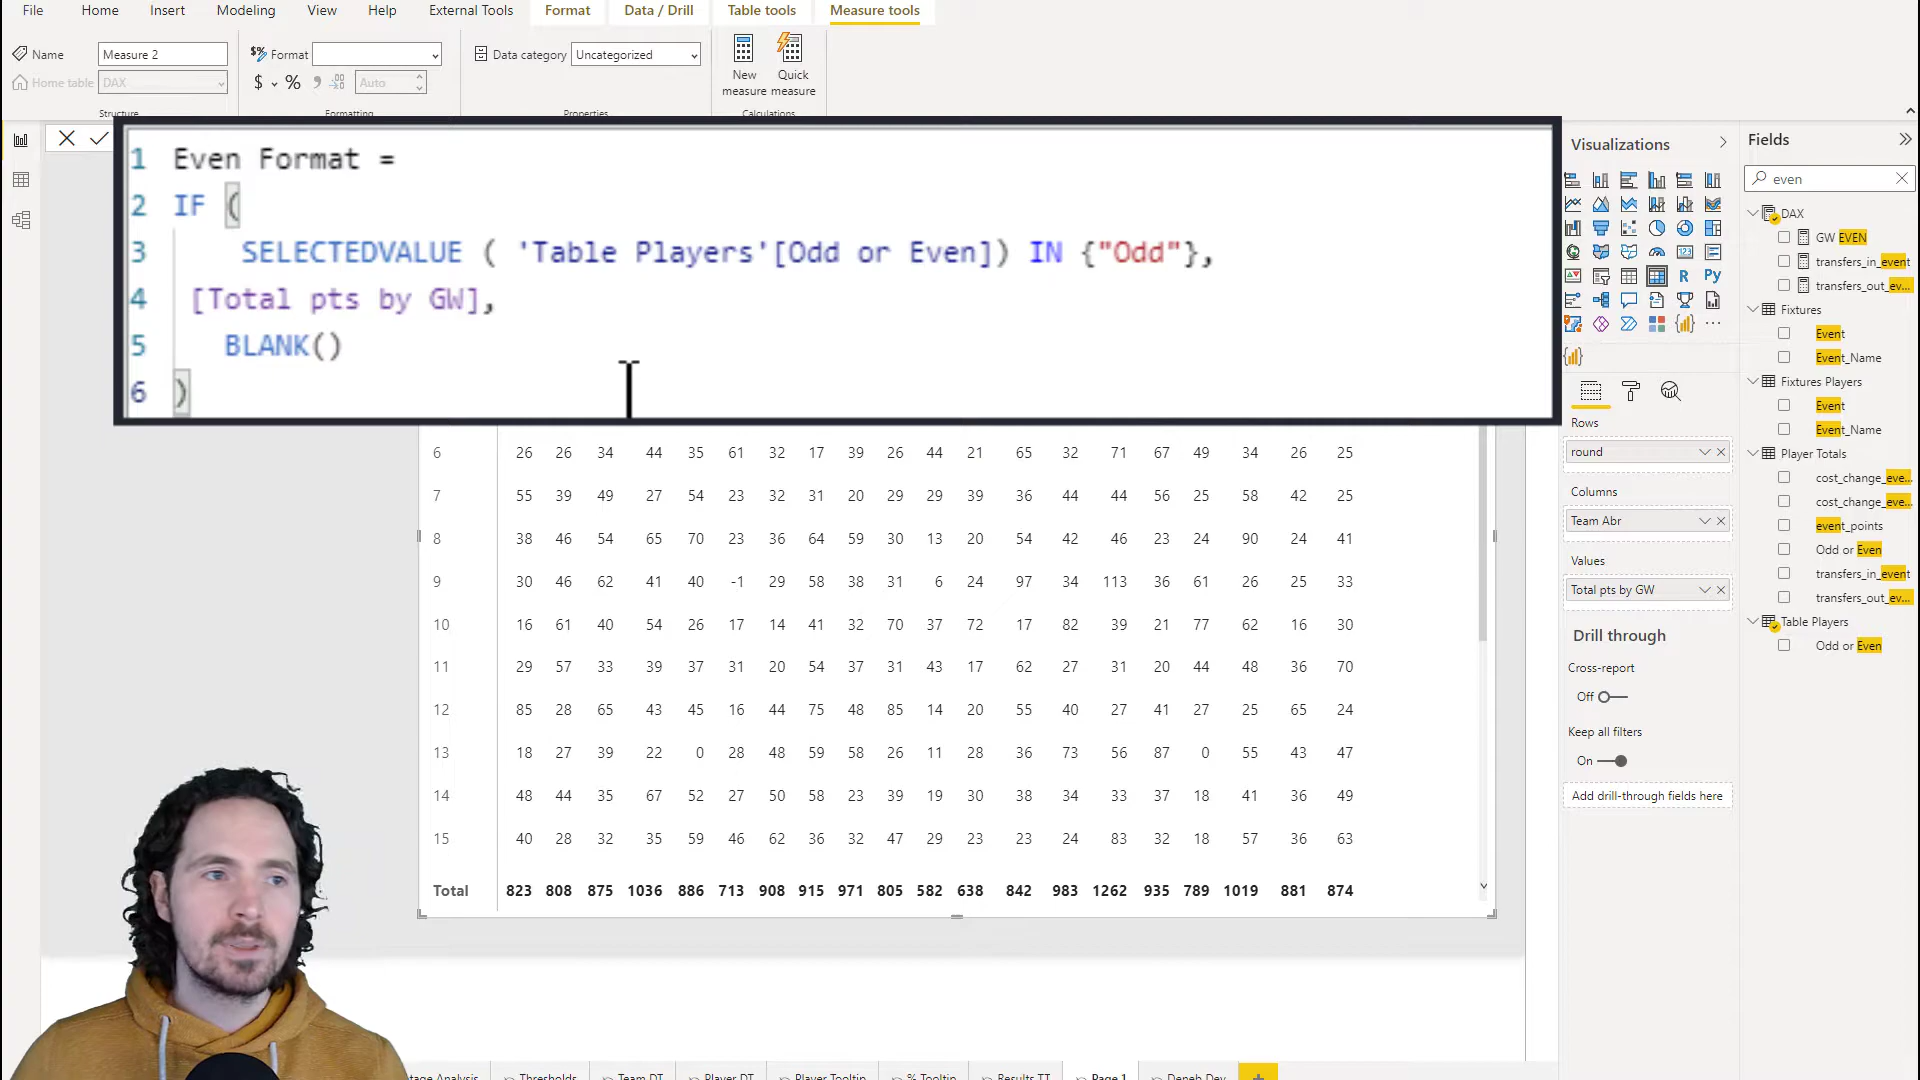 File Home Insert Modeling View Help External Tools Format Data / Drill Table tools Measure tools
Name Measure 2
Home table DAX
Structure
Format
$ % Auto
Formatting
Data category Uncategorized
Properties
New measure
Quick measure
Calculations
1 Even Format =
2 IF (
3 SELECTEDVALUE ( 'Table Players'[Odd or Even]) IN {"Odd"},
4 [Total pts by GW],
5 BLANK()
6 )
6 26 26 34 44 35 61 32 17 39 26 44 21 65 32 71 67 49 34 26 25
7 55 39 49 27 54 23 32 31 20 29 29 39 36 44 44 56 25 58 42 25
8 38 46 54 65 70 23 36 64 59 30 13 20 54 42 46 23 24 90 24 41
9 30 46 62 41 40 -1 29 58 38 31 6 24 97 34 113 36 61 26 25 33
10 16 61 40 54 26 17 14 41 32 70 37 72 17 82 39 21 77 62 16 30
11 29 57 33 39 37 31 20 54 37 31 43 17 62 27 31 20 44 48 36 70
12 85 28 65 43 45 16 44 75 48 85 14 20 55 40 27 41 27 25 65 24
13 18 27 39 22 0 28 48 59 58 26 11 28 36 73 56 87 0 55 43 47
14 48 44 35 67 52 27 50 58 23 39 19 30 38 34 33 37 18 41 36 49
15 40 28 32 35 59 46 62 36 32 47 29 23 23 24 83 32 18 57 36 63
Total 823 808 875 1036 886 713 908 915 971 805 582 638 842 983 1262 935 789 1019 881 874
Visualizations
R Py
Rows
round
Columns
Team Abr
Values
Total pts by GW
Drill through
Cross-report
Off
Keep all filters
On
Add drill-through fields here
Fields
even
DAX
GW EVEN
transfers_in_event
transfers_out_ev...
Fixtures
Event
Event_Name
Fixtures Players
Event
Event_Name
Player Totals
cost_change_eve...
cost_change_eve...
event_points
Odd or Even
transfers_in_event
transfers_out_ev...
Table Players
Odd or Even
tage Analysis Thresholds Team DT Player DT Player Tooltip % Tooltip Results TT Page 1 Deneb Dev +